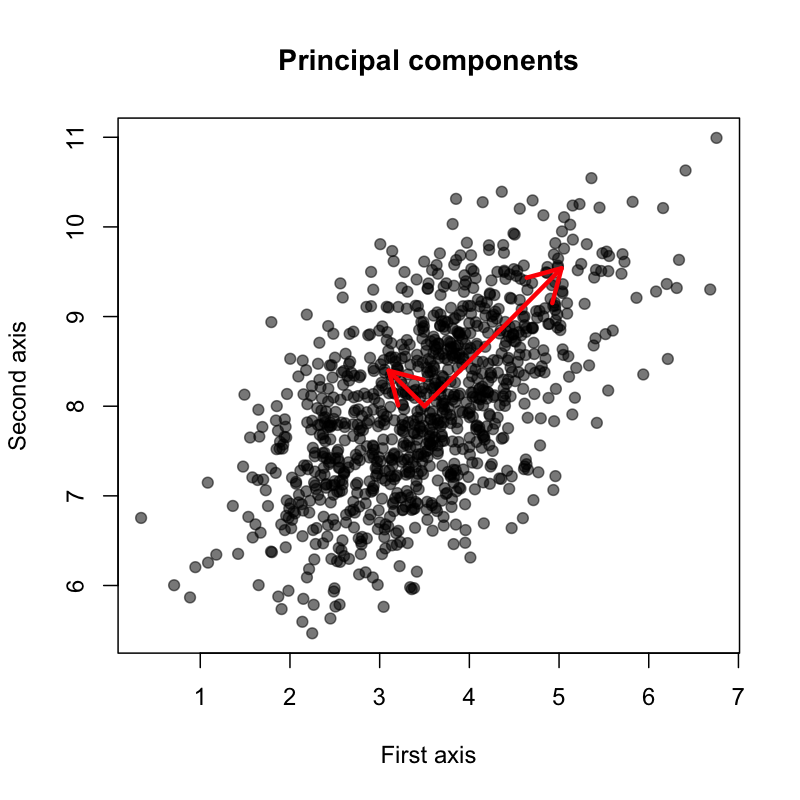 Principal components
11
10
9
8
7
6
Second axis
1 2 3 4 5 6 7
First axis